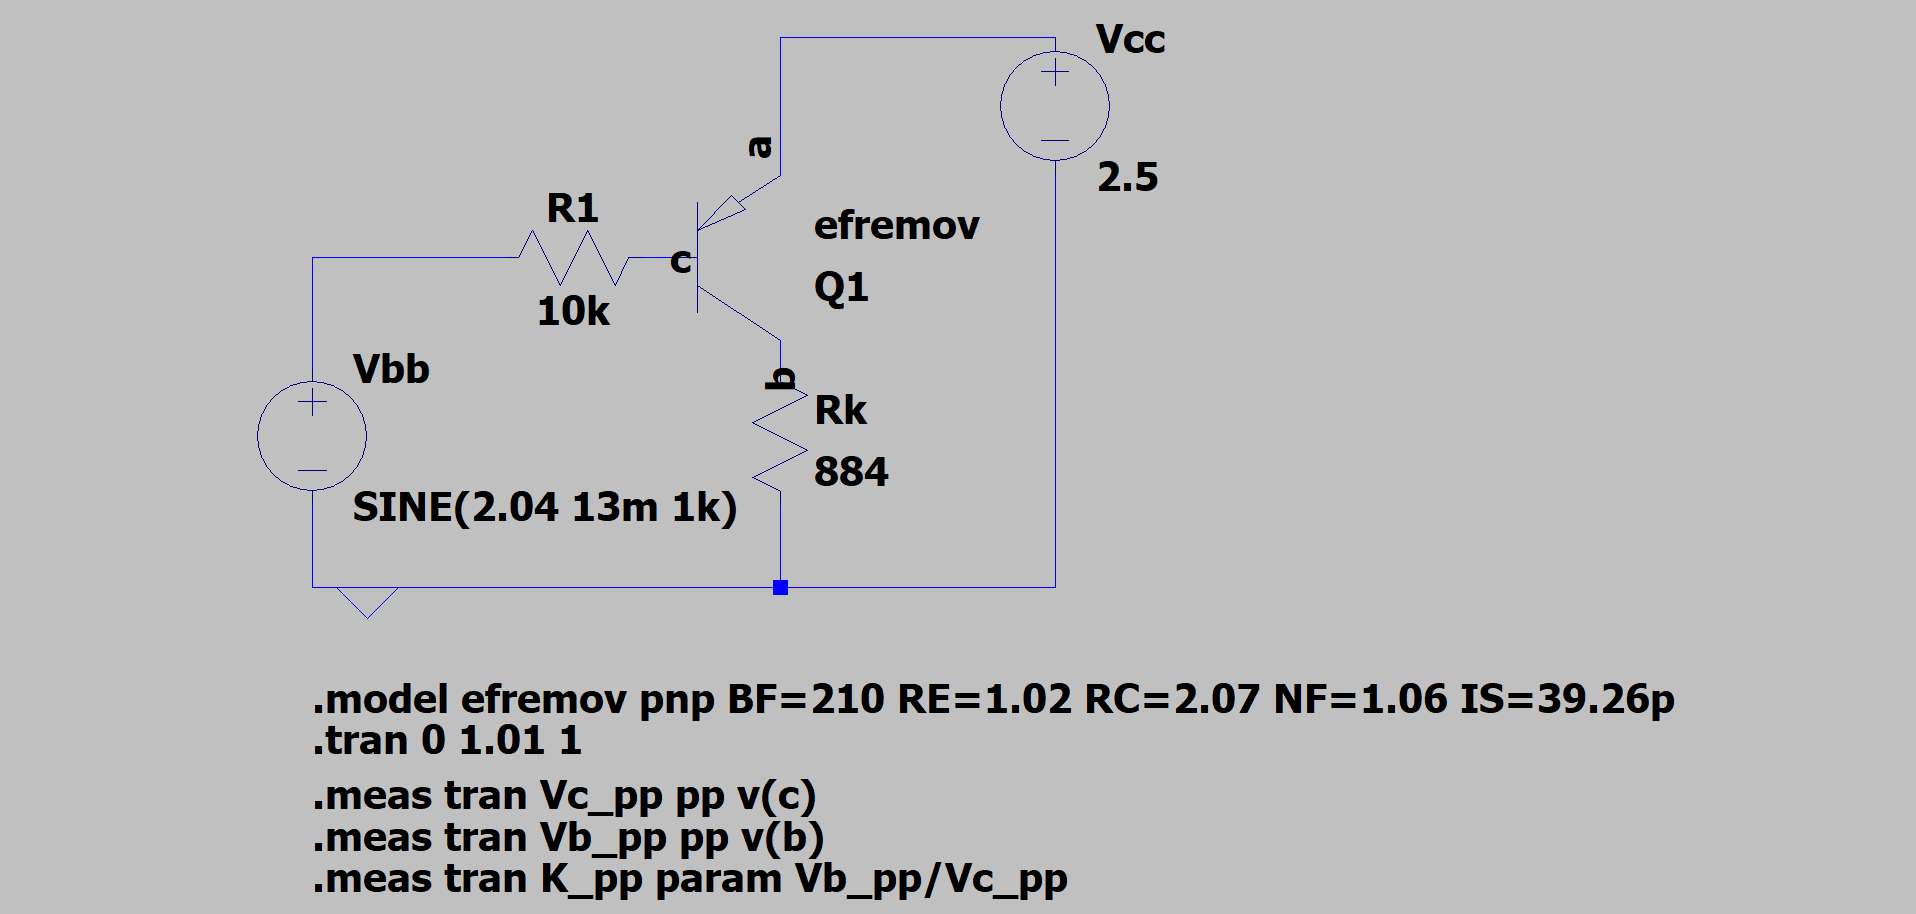 Vcc
a
2.5
R1
efremov
c
Q1
10k
Vbb
b
Rk
884
SINE(2.04 13m 1k)
.model efremov pnp BF=210 RE=1.02 RC=2.07 NF=1.06 IS=39.26p
.tran 0 1.01 1
.meas tran Vc_pp pp v(c)
.meas tran Vb_pp pp v(b)
.meas tran K_pp param Vb_pp/Vc_pp